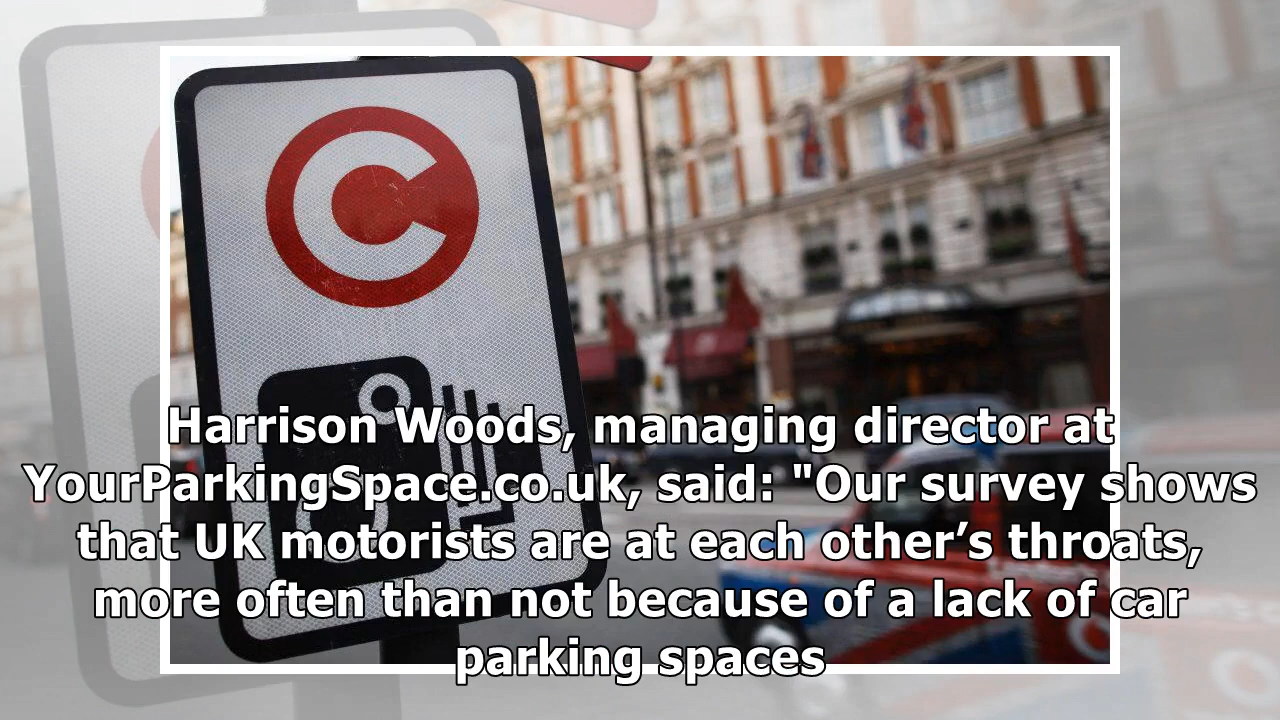 C
Harrison Woods, managing director at
YourParkingSpace.co.uk, said: "Our survey shows
that UK motorists are at each other’s throats,
more often than not because of a lack of car
parking spaces